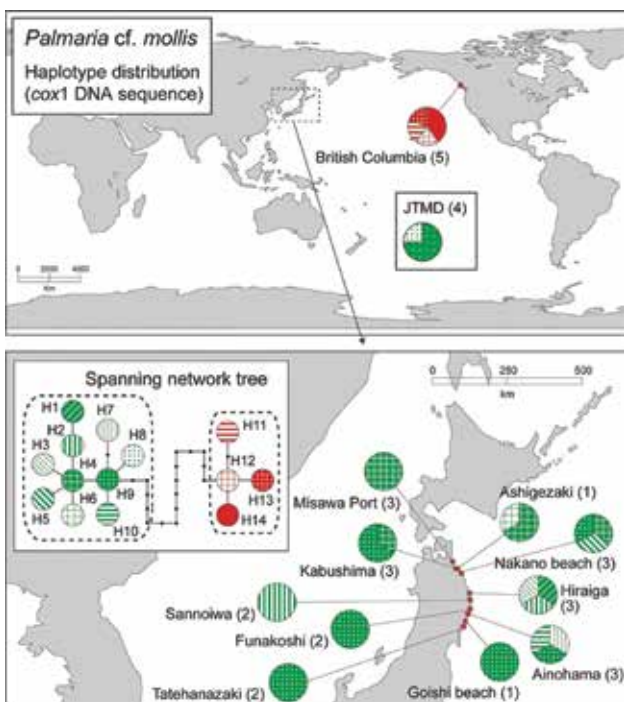 Palmaria cf. mollis
Haplotype distribution
(cox1 DNA sequence)
British Columbia (5)
JTMD (4)
0 2000 4000
Km
Spanning network tree
H1
H7
H2
H8
H3
H4
H6
H9
H5
H10
H11
H12
H13
H14
0 250 500
km
Misawa Port (3)
Ashigezaki (1)
Kabushima (3)
Nakano beach (3)
Hiraiga
(3)
Sannoiwa (2)
Funakoshi (2)
Ainohama (3)
Tatehanazaki (2)
Goishi beach (1)